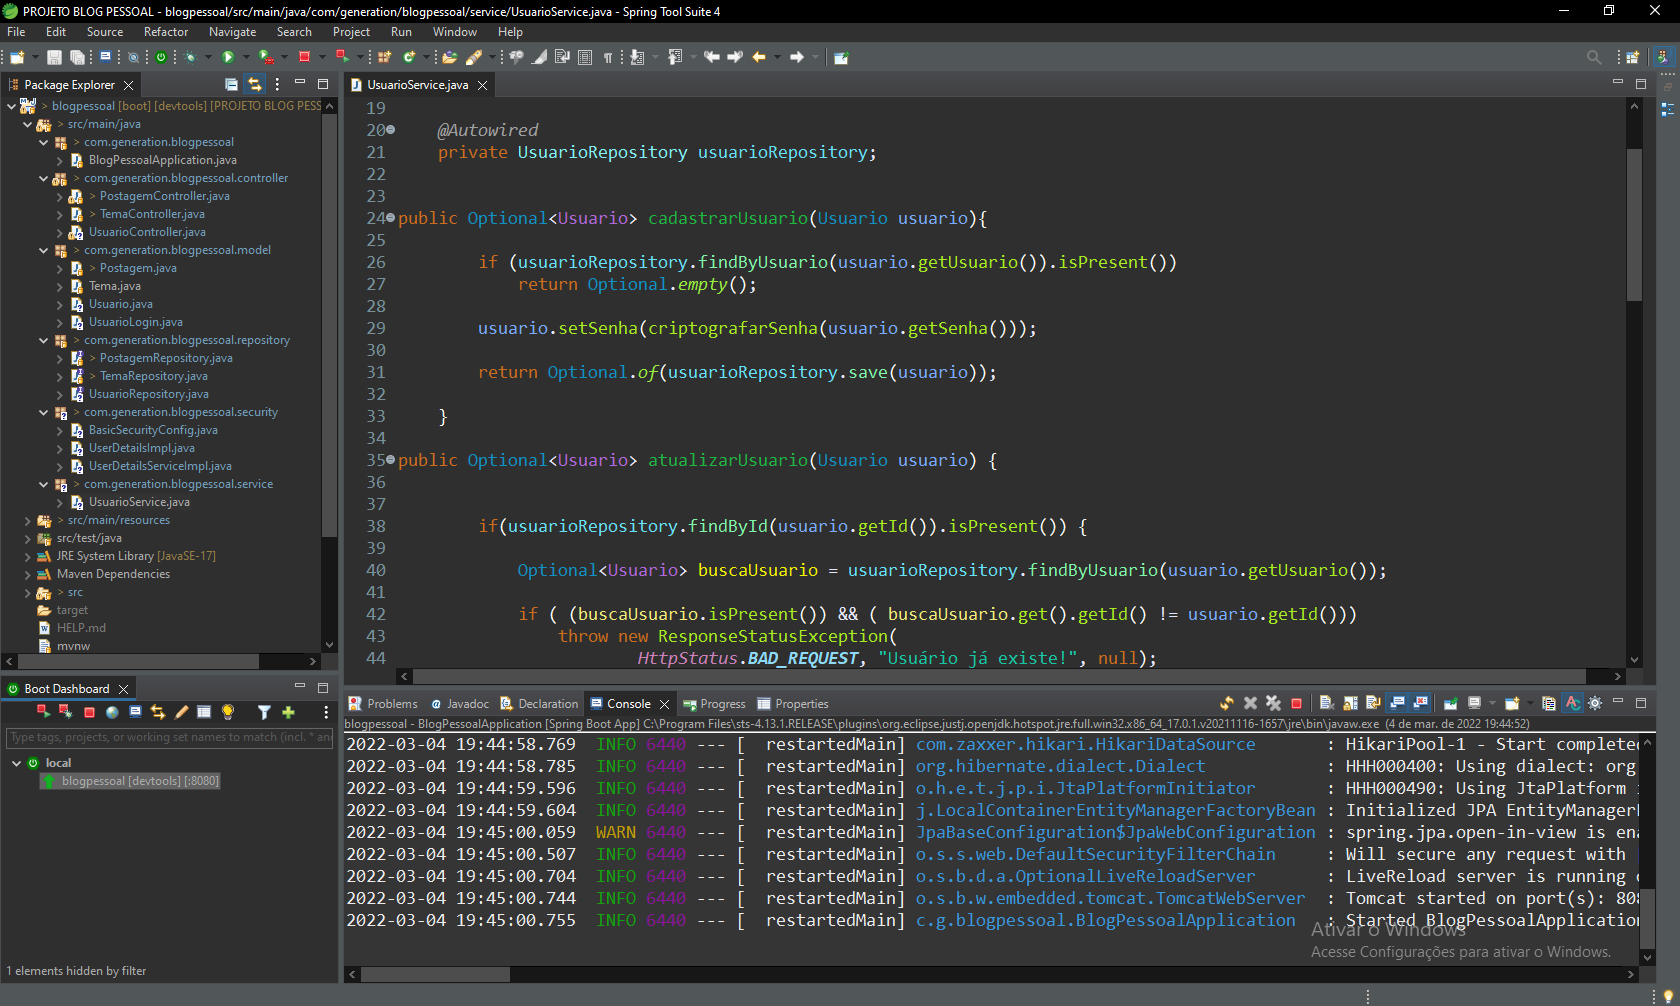 PROJETO BLOG PESSOAL - blogpessoal/src/main/java/com/generation/blogpessoal/service/UsuarioService.java - Spring Tool Suite 4
File Edit Source Refactor Navigate Search Project Run Window Help
Package Explorer
> blogpessoal [boot] [devtools] [PROJETO BLOG PESS
> src/main/java
> com.generation.blogpessoal
BlogPessoalApplication.java
> com.generation.blogpessoal.controller
> PostagemController.java
> TemaController.java
UsuarioController.java
> com.generation.blogpessoal.model
> Postagem.java
Tema.java
Usuario.java
UsuarioLogin.java
> com.generation.blogpessoal.repository
> PostagemRepository.java
> TemaRepository.java
UsuarioRepository.java
> com.generation.blogpessoal.security
BasicSecurityConfig.java
UserDetailsImpl.java
UserDetailsServiceImpl.java
> com.generation.blogpessoal.service
UsuarioService.java
> src/main/resources
src/test/java
JRE System Library [JavaSE-17]
Maven Dependencies
> src
target
HELP.md
mvnw
UsuarioService.java
19
20 @Autowired
21 private UsuarioRepository usuarioRepository;
22
23
24 public Optional<Usuario> cadastrarUsuario(Usuario usuario){
25
26 if (usuarioRepository.findByUsuario(usuario.getUsuario()).isPresent())
27 return Optional.empty();
28
29 usuario.setSenha(criptografarSenha(usuario.getSenha()));
30
31 return Optional.of(usuarioRepository.save(usuario));
32
33 }
34
35 public Optional<Usuario> atualizarUsuario(Usuario usuario) {
36
37
38 if(usuarioRepository.findById(usuario.getId()).isPresent()) {
39
40 Optional<Usuario> buscaUsuario = usuarioRepository.findByUsuario(usuario.getUsuario());
41
42 if ( (buscaUsuario.isPresent()) && ( buscaUsuario.get().getId() != usuario.getId()))
43 throw new ResponseStatusException(
44 HttpStatus.BAD_REQUEST, "Usuário já existe!", null);
Boot Dashboard
Type tags, projects, or working set names to match (incl. * an
local
blogpessoal [devtools] [:8080]
1 elements hidden by filter
Problems @ Javadoc Declaration Console Progress Properties
blogpessoal - BlogPessoalApplication [Spring Boot App] C:\Program Files\sts-4.13.1.RELEASE\plugins\org.eclipse.justj.openjdk.hotspot.jre.full.win32.x86_64_17.0.1.v20211116-1657\jre\bin\javaw.exe (4 de mar. de 2022 19:44:52)
2022-03-04 19:44:58.769 INFO 6440 --- [ restartedMain] com.zaxxer.hikari.HikariDataSource : HikariPool-1 - Start completed
2022-03-04 19:44:58.785 INFO 6440 --- [ restartedMain] org.hibernate.dialect.Dialect : HHH000400: Using dialect: org
2022-03-04 19:44:59.596 INFO 6440 --- [ restartedMain] o.h.e.t.j.p.i.JtaPlatformInitiator : HHH000490: Using JtaPlatform i
2022-03-04 19:44:59.604 INFO 6440 --- [ restartedMain] j.LocalContainerEntityManagerFactoryBean : Initialized JPA EntityManagerF
2022-03-04 19:45:00.059 WARN 6440 --- [ restartedMain] JpaBaseConfiguration$JpaWebConfiguration : spring.jpa.open-in-view is ena
2022-03-04 19:45:00.507 INFO 6440 --- [ restartedMain] o.s.s.web.DefaultSecurityFilterChain : Will secure any request with
2022-03-04 19:45:00.704 INFO 6440 --- [ restartedMain] o.s.b.d.a.OptionalLiveReloadServer : LiveReload server is running o
2022-03-04 19:45:00.744 INFO 6440 --- [ restartedMain] o.s.b.w.embedded.tomcat.TomcatWebServer : Tomcat started on port(s): 808
2022-03-04 19:45:00.755 INFO 6440 --- [ restartedMain] c.g.blogpessoal.BlogPessoalApplication : Started BlogPessoalApplication
Ativar o Windows
Acesse Configurações para ativar o Windows.